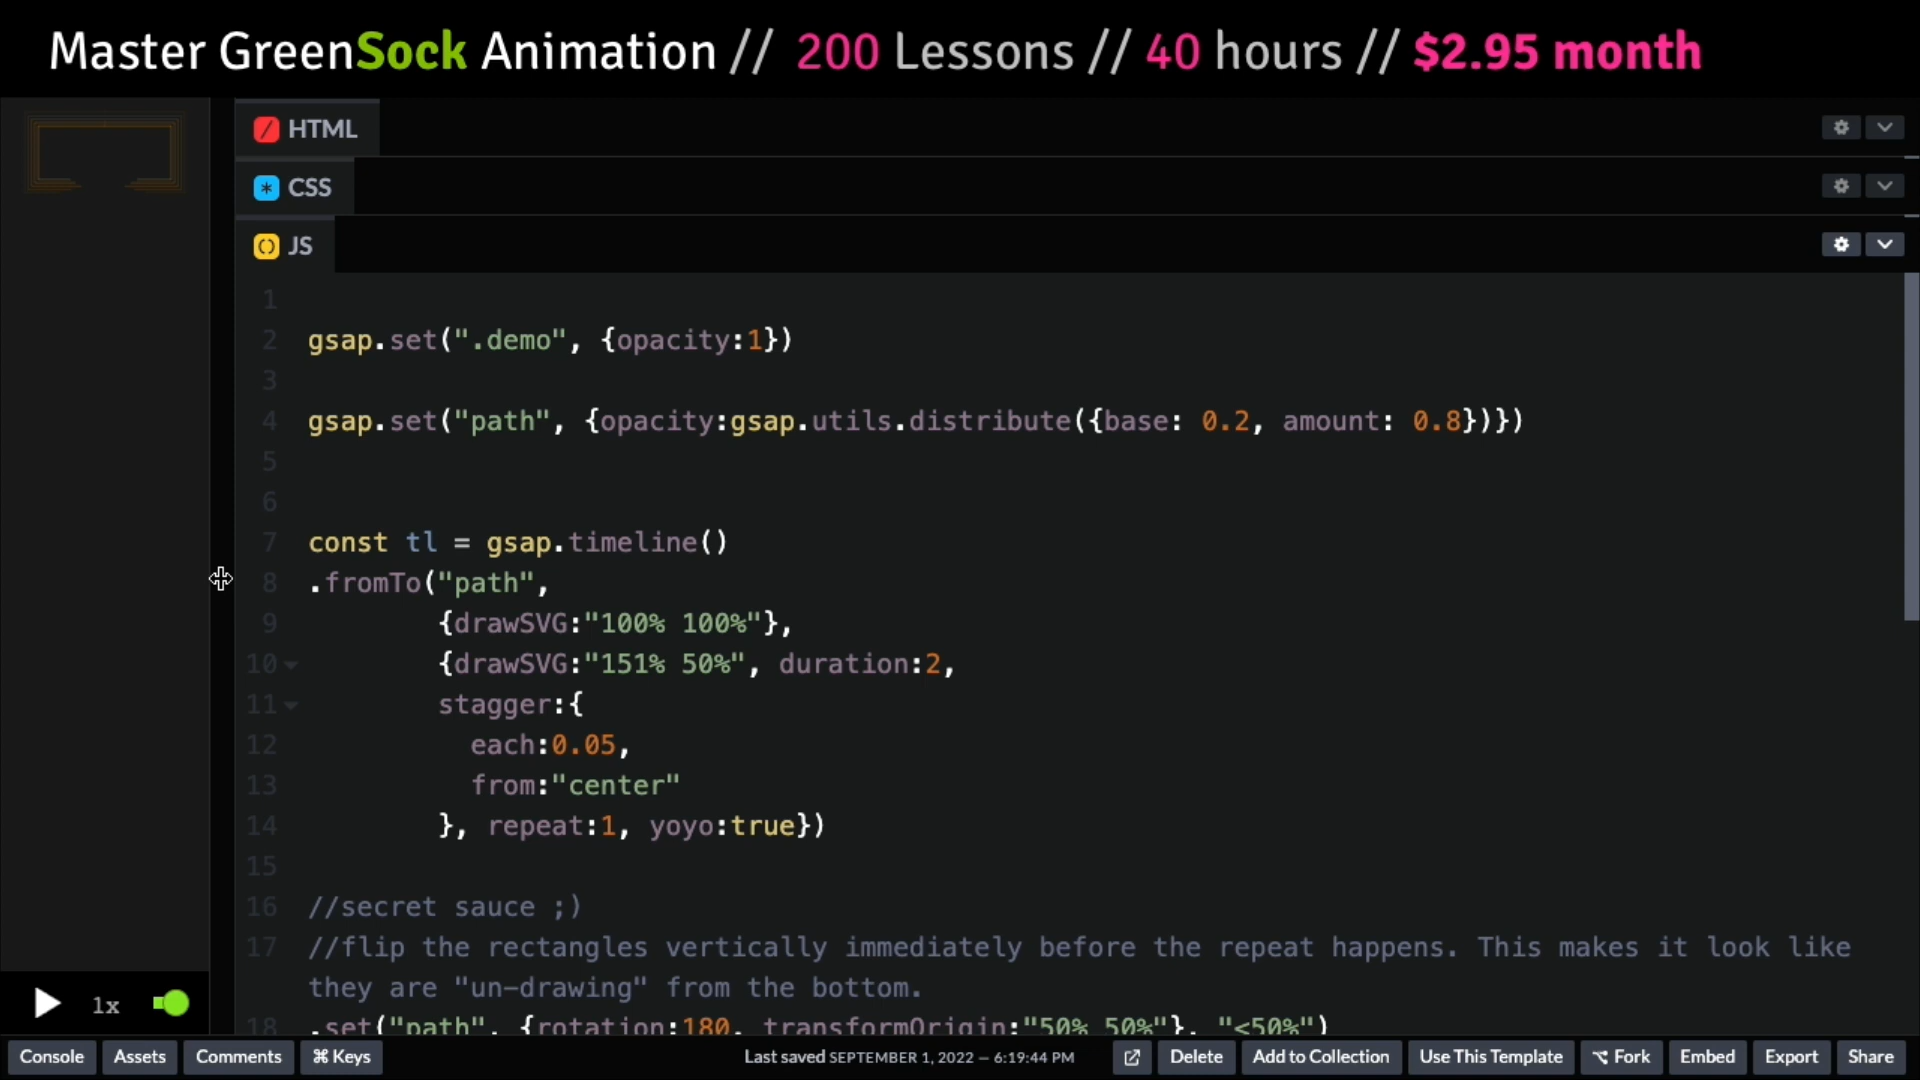 Master GreenSock Animation // 200 Lessons // 40 hours // $2.95 month
HTML
CSS
JS
1
2 gsap.set(".demo", {opacity:1})
3
4 gsap.set("path", {opacity:gsap.utils.distribute({base: 0.2, amount: 0.8})})
5
6
7 const tl = gsap.timeline()
8 .fromTo("path",
9 {drawSVG:"100% 100%"},
10 {drawSVG:"151% 50%", duration:2,
11 stagger:{
12 each:0.05,
13 from:"center"
14 }, repeat:1, yoyo:true})
15
16 //secret sauce ;)
17 //flip the rectangles vertically immediately before the repeat happens. This makes it look like
they are "un-drawing" from the bottom.
18 .set("path", {rotation:180, transformOrigin:"50% 50%"}, "<50%")
1x
Console Assets Comments ⌘ Keys Last saved SEPTEMBER 1, 2022 — 6:19:44 PM Delete Add to Collection Use This Template ⌥ Fork Embed Export Share